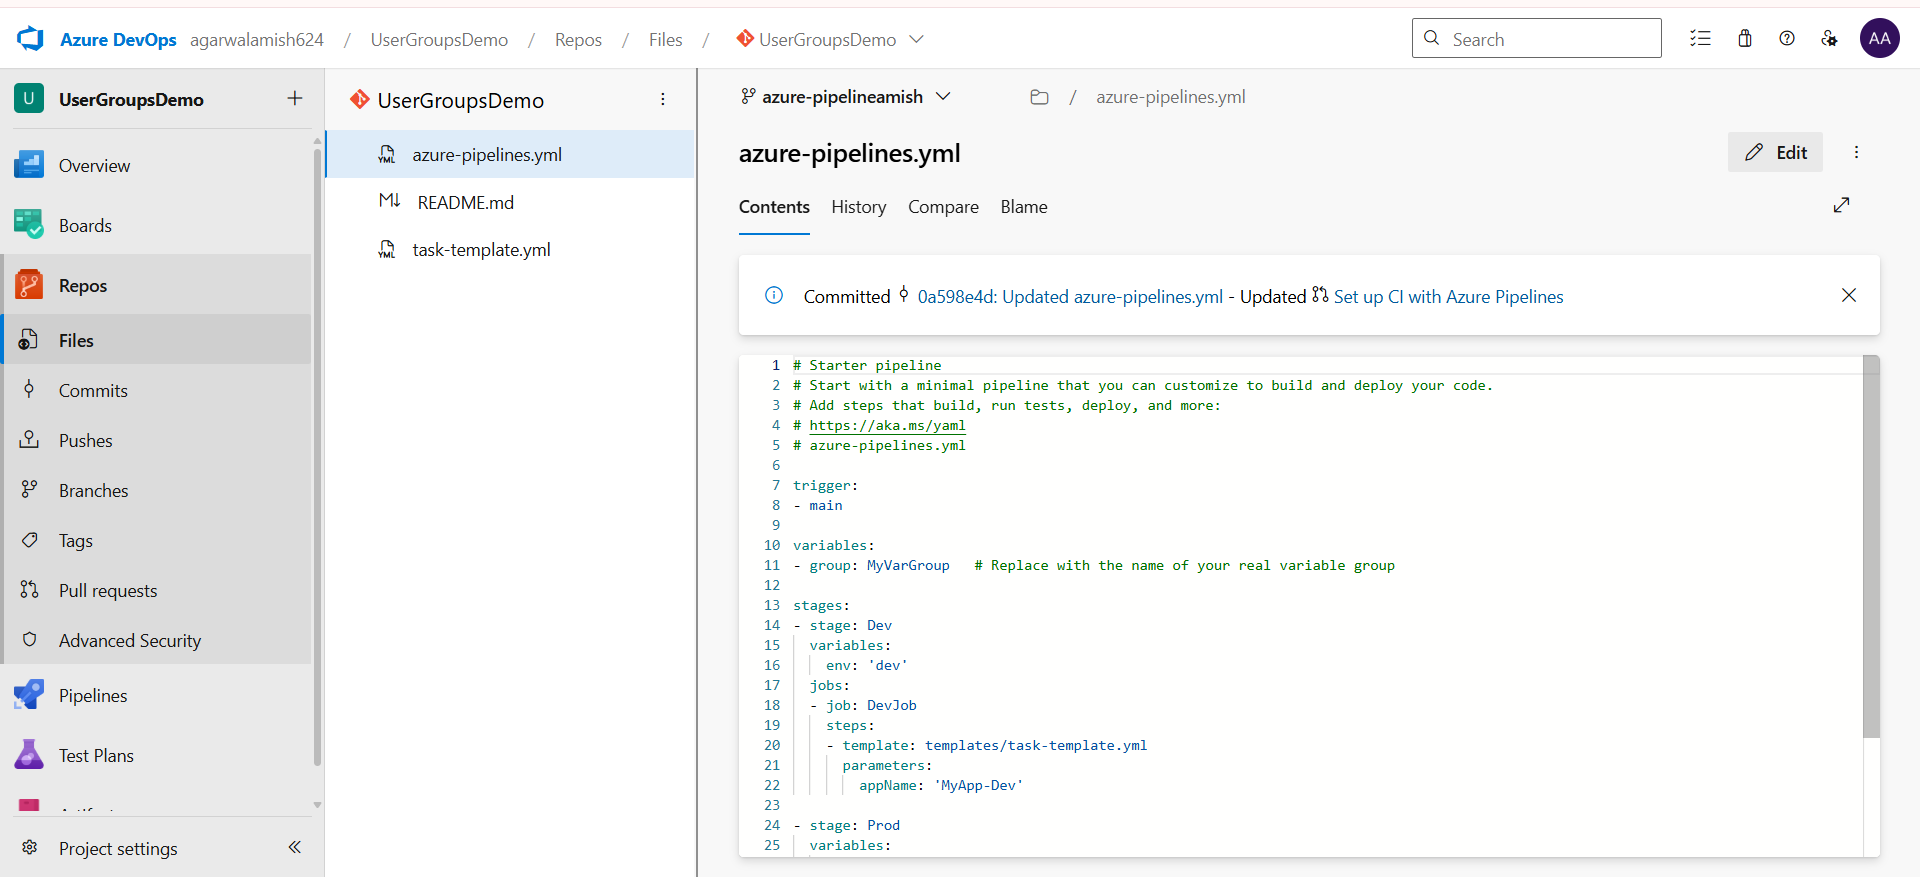 Azure DevOps agarwalamish624 / UserGroupsDemo / Repos / Files / UserGroupsDemo
Search
AA
U UserGroupsDemo
Overview
Boards
Repos
Files
Commits
Pushes
Branches
Tags
Pull requests
Advanced Security
Pipelines
Test Plans
Project settings
UserGroupsDemo
YML azure-pipelines.yml
M README.md
YML task-template.yml
azure-pipelineamish / azure-pipelines.yml
azure-pipelines.yml
Edit
Contents History Compare Blame
Committed 0a598e4d: Updated azure-pipelines.yml - Updated Set up CI with Azure Pipelines
1 # Starter pipeline
2 # Start with a minimal pipeline that you can customize to build and deploy your code.
3 # Add steps that build, run tests, deploy, and more:
4 # https://aka.ms/yaml
5 # azure-pipelines.yml
6
7 trigger:
8 - main
9
10 variables:
11 - group: MyVarGroup # Replace with the name of your real variable group
12
13 stages:
14 - stage: Dev
15 variables:
16 env: 'dev'
17 jobs:
18 - job: DevJob
19 steps:
20 - template: templates/task-template.yml
21 parameters:
22 appName: 'MyApp-Dev'
23
24 - stage: Prod
25 variables: